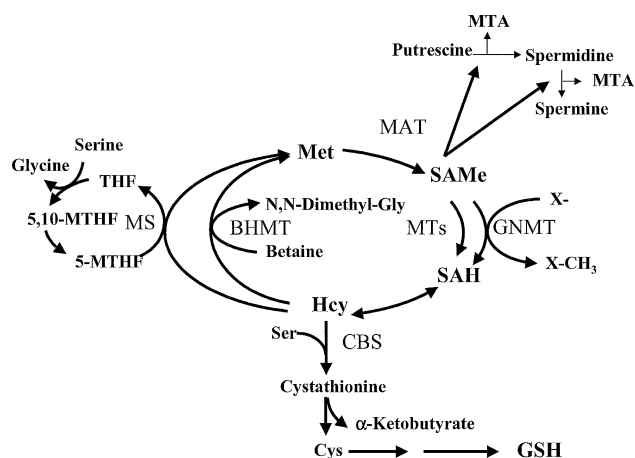 MTA
Putrescine
Spermidine
MTA
Spermine
MAT
Serine
Met
Glycine
SAMe
THF
N,N-Dimethyl-Gly
X-
5,10-MTHF
MS
BHMT
MTs
GNMT
Betaine
5-MTHF
SAH
X-CH₃
Hcy
Ser
CBS
Cystathionine
α-Ketobutyrate
Cys
GSH